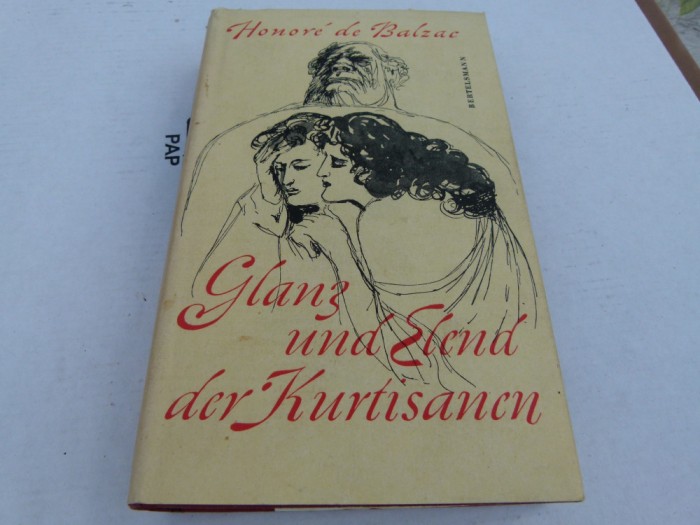 Honoré de Balzac
BERTELSMANN
Glanz
und Elend
der Kurtisanen
PAP